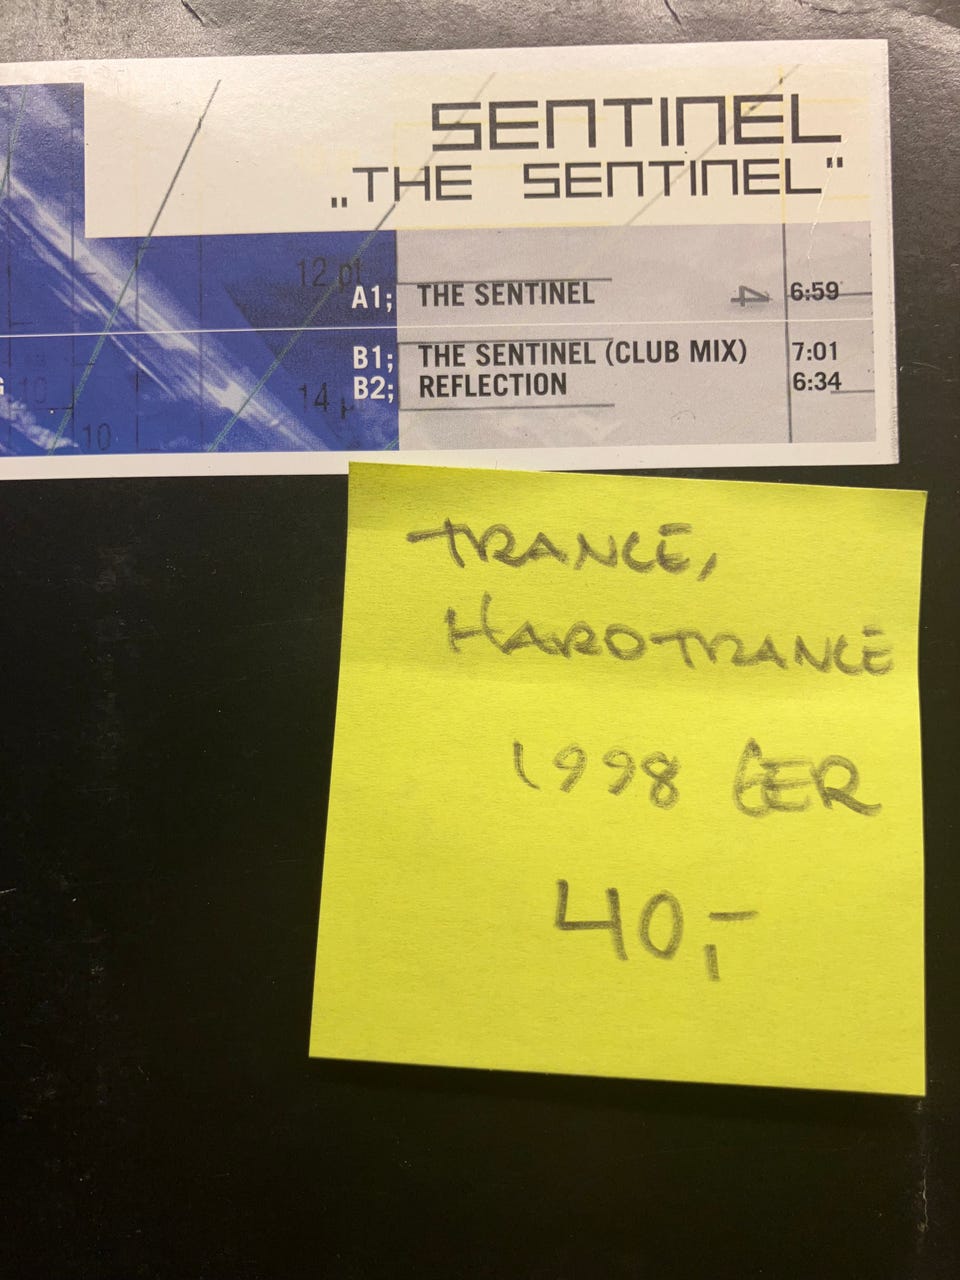 SENTINEL
„THE SENTINEL"
12 pt
A1; THE SENTINEL 4 6:59
B1; THE SENTINEL (CLUB MIX) 7:01
G 10 14 B2; REFLECTION 6:34
10
TRANCE,
HARDTRANCE
1998 GER
40,-